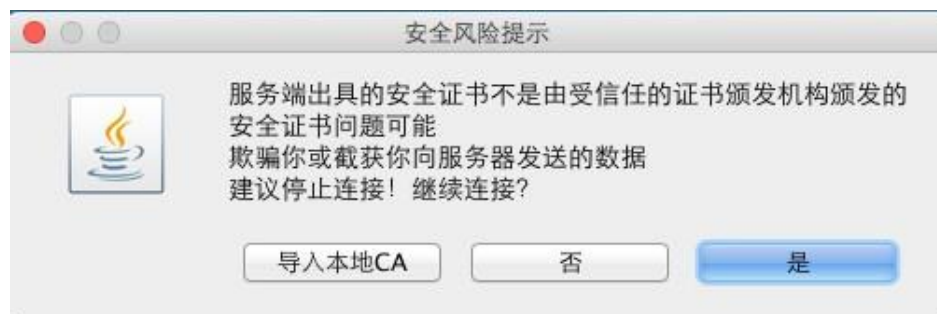 安全风险提示
服务端出具的安全证书不是由受信任的证书颁发机构颁发的
安全证书问题可能
欺骗你或截获你向服务器发送的数据
建议停止连接！继续连接?
导入本地CA 否 是